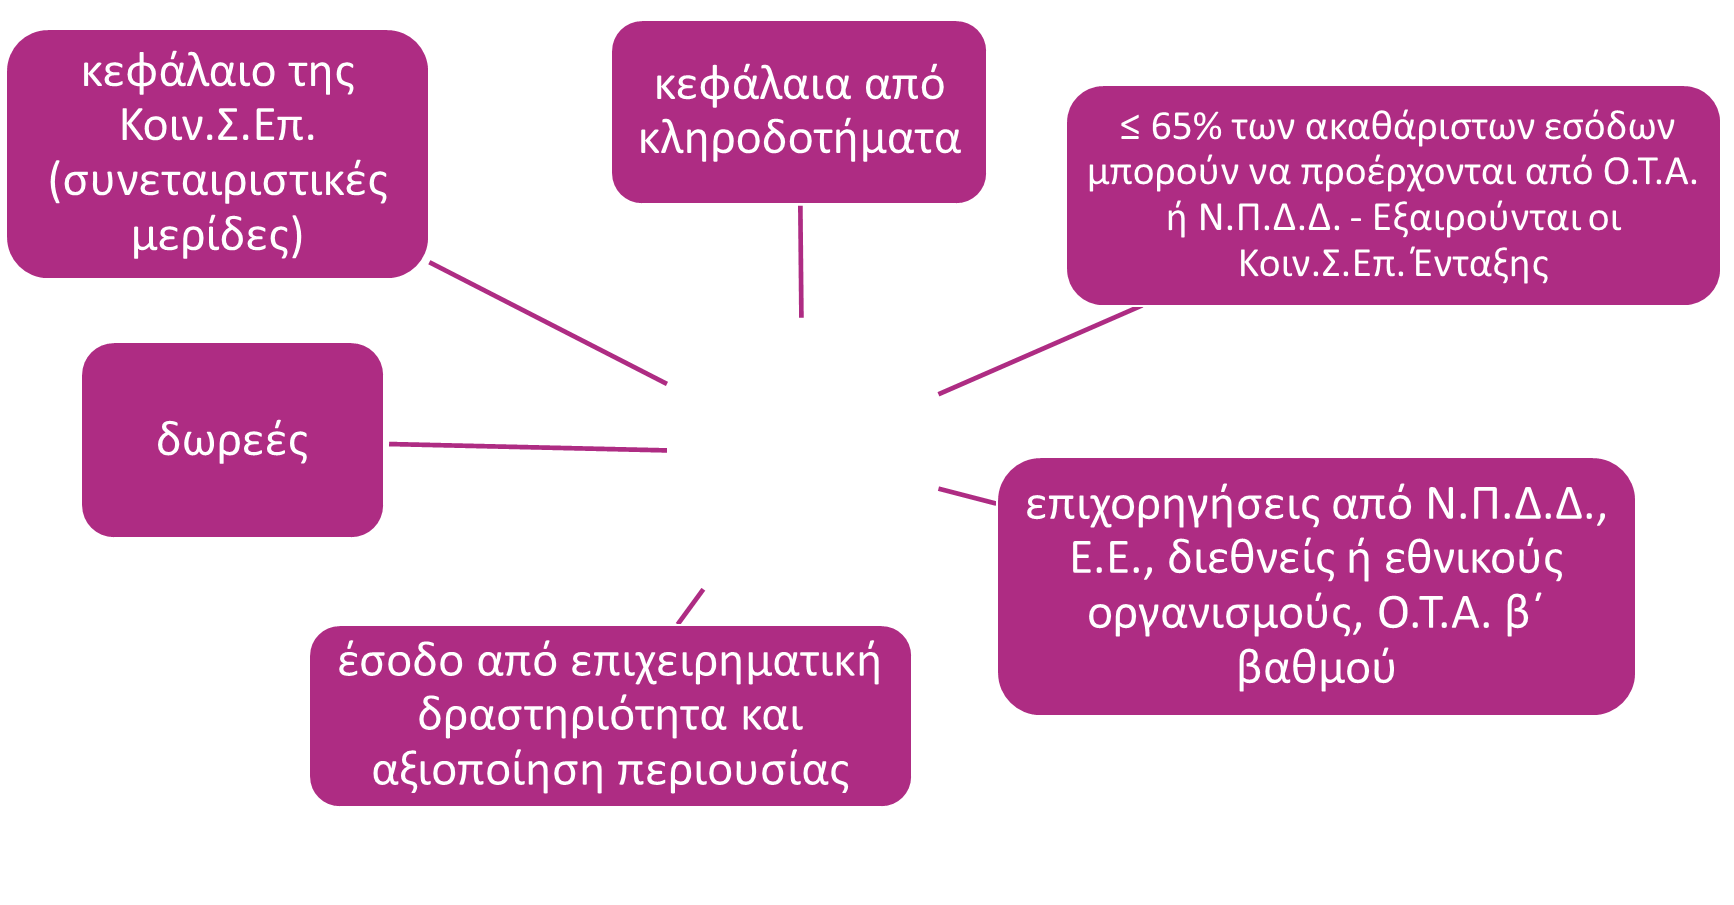 κεφάλαιο της
Κοιν.Σ.Επ.
(συνεταιριστικές
μερίδες)
κεφάλαια από
κληροδοτήματα
≤ 65% των ακαθάριστων εσόδων
μπορούν να προέρχονται από Ο.Τ.Α.
ή Ν.Π.Δ.Δ. - Εξαιρούνται οι
Κοιν.Σ.Επ. Ένταξης
δωρεές
επιχορηγήσεις από Ν.Π.Δ.Δ.,
Ε.Ε., διεθνείς ή εθνικούς
οργανισμούς, Ο.Τ.Α. β΄
βαθμού
έσοδο από επιχειρηματική
δραστηριότητα και
αξιοποίηση περιουσίας